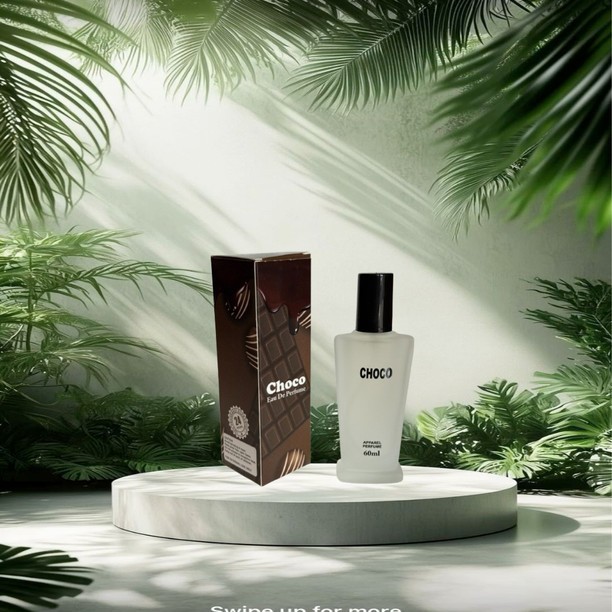 Choco
Eau De Perfume
CHOCO
APPAREL
PERFUME
60ml
Swipe up for more